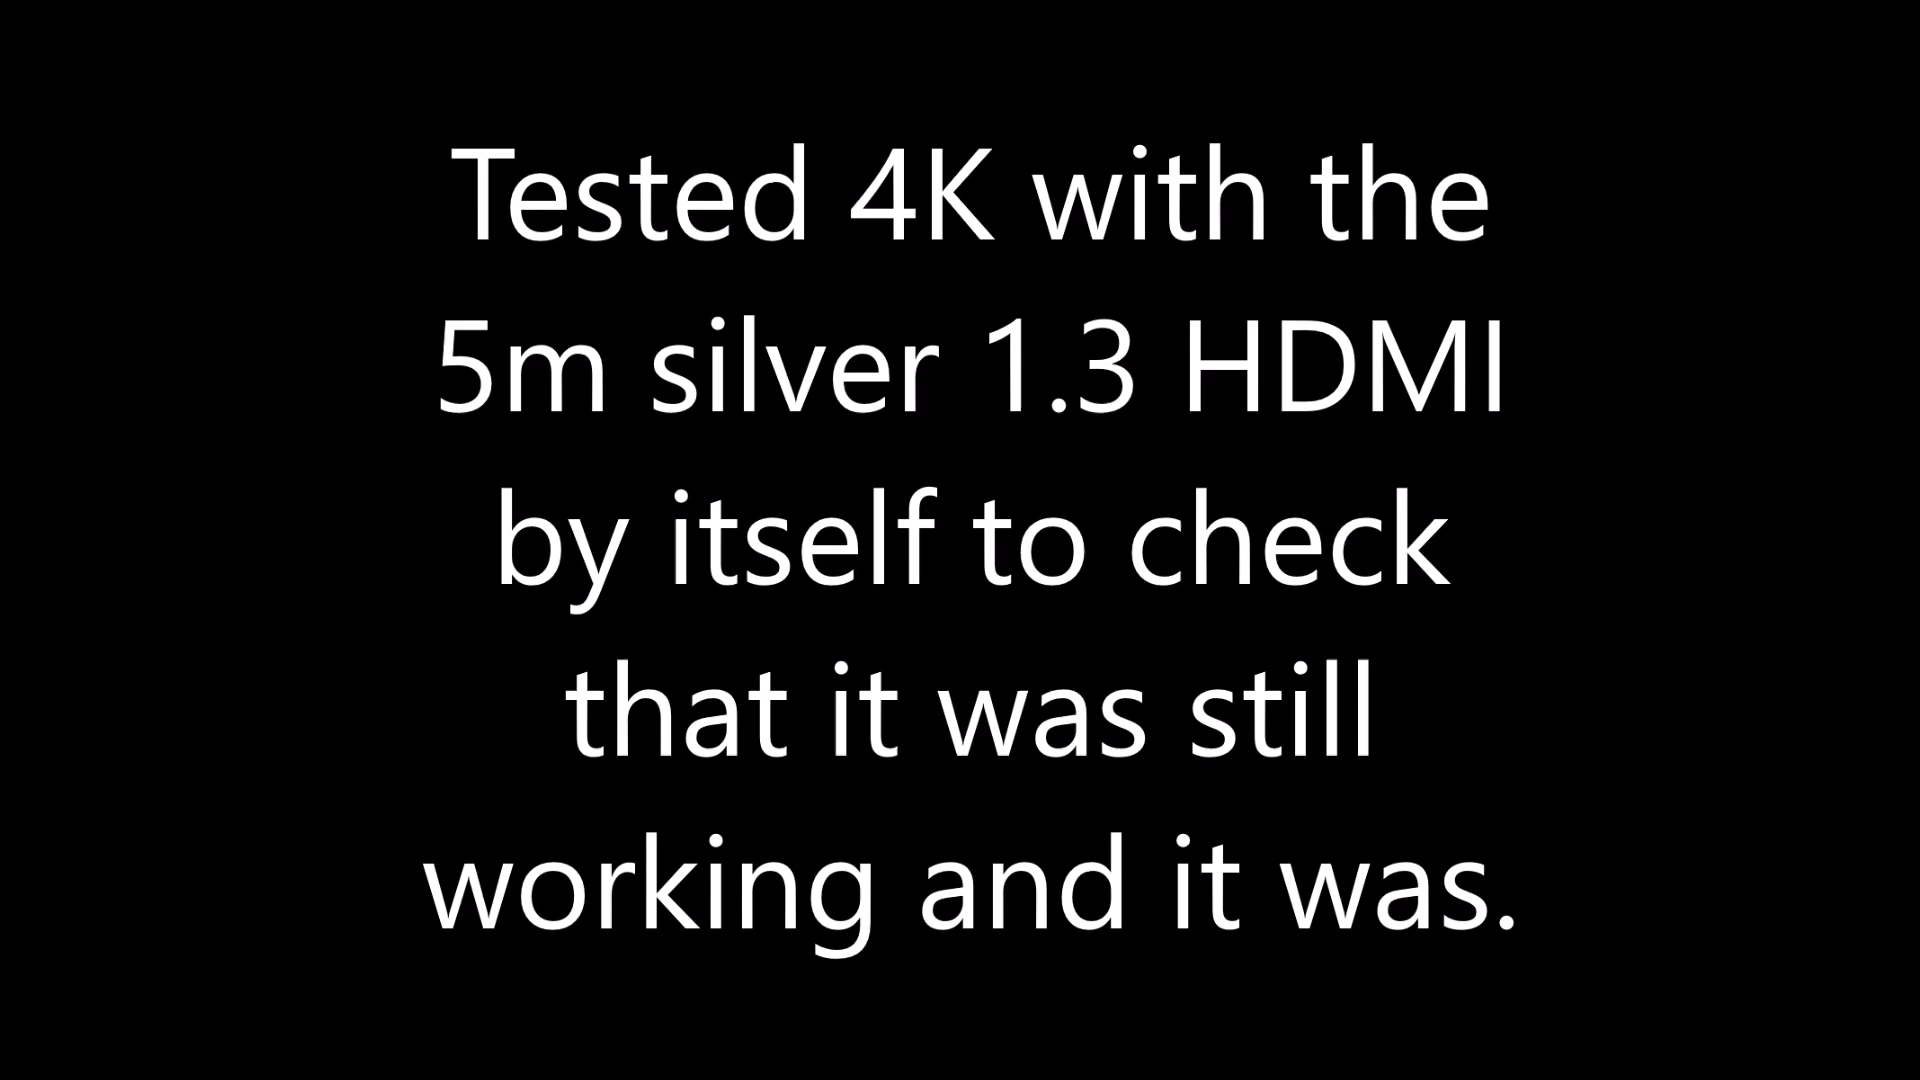 Tested 4K with the
5m silver 1.3 HDMI
by itself to check
that it was still
working and it was.